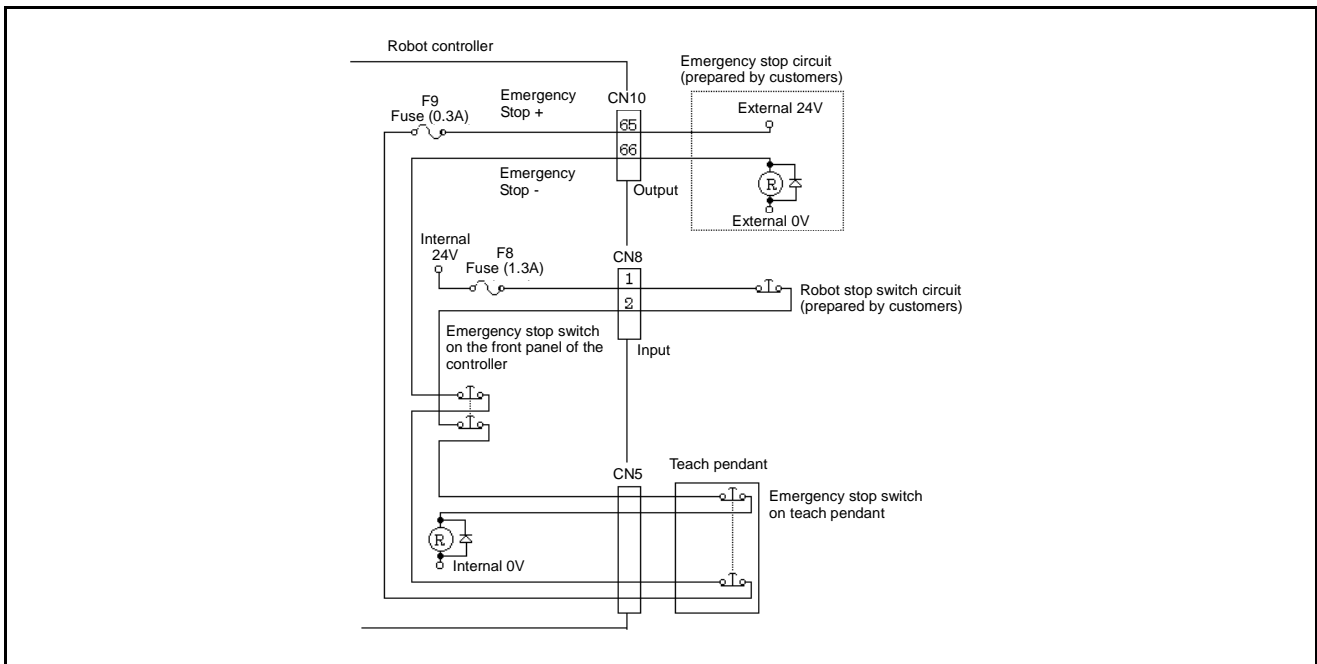 Robot controller
Emergency stop circuit
(prepared by customers)
F9
Fuse (0.3A)
Emergency
Stop +
CN10
External 24V
65
66
Emergency
Stop -
Output
R
External 0V
Internal
24V
F8
Fuse (1.3A)
CN8
1
2
Robot stop switch circuit
(prepared by customers)
Emergency stop switch
on the front panel of the
controller
Input
CN5
Teach pendant
Emergency stop switch
on teach pendant
R
Internal 0V